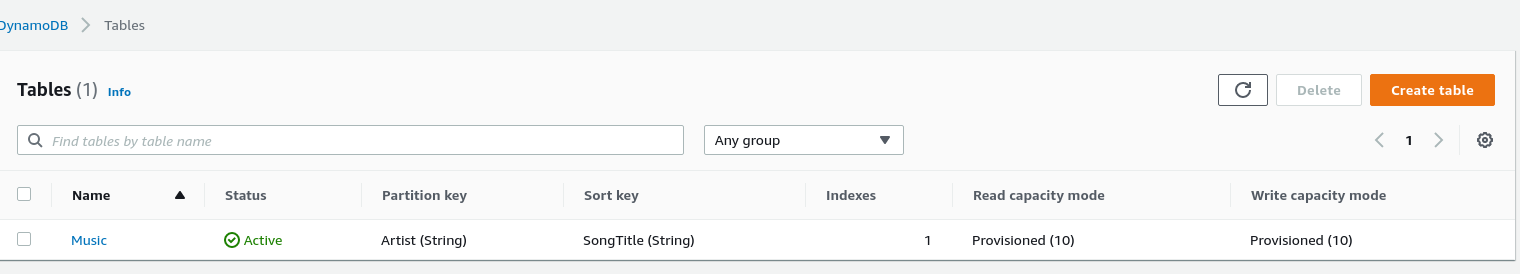 DynamoDB Tables
Tables (1) Info Delete Create table
Find tables by table name Any group 1
Name Status Partition key Sort key Indexes Read capacity mode Write capacity mode
Music Active Artist (String) SongTitle (String) 1 Provisioned (10) Provisioned (10)